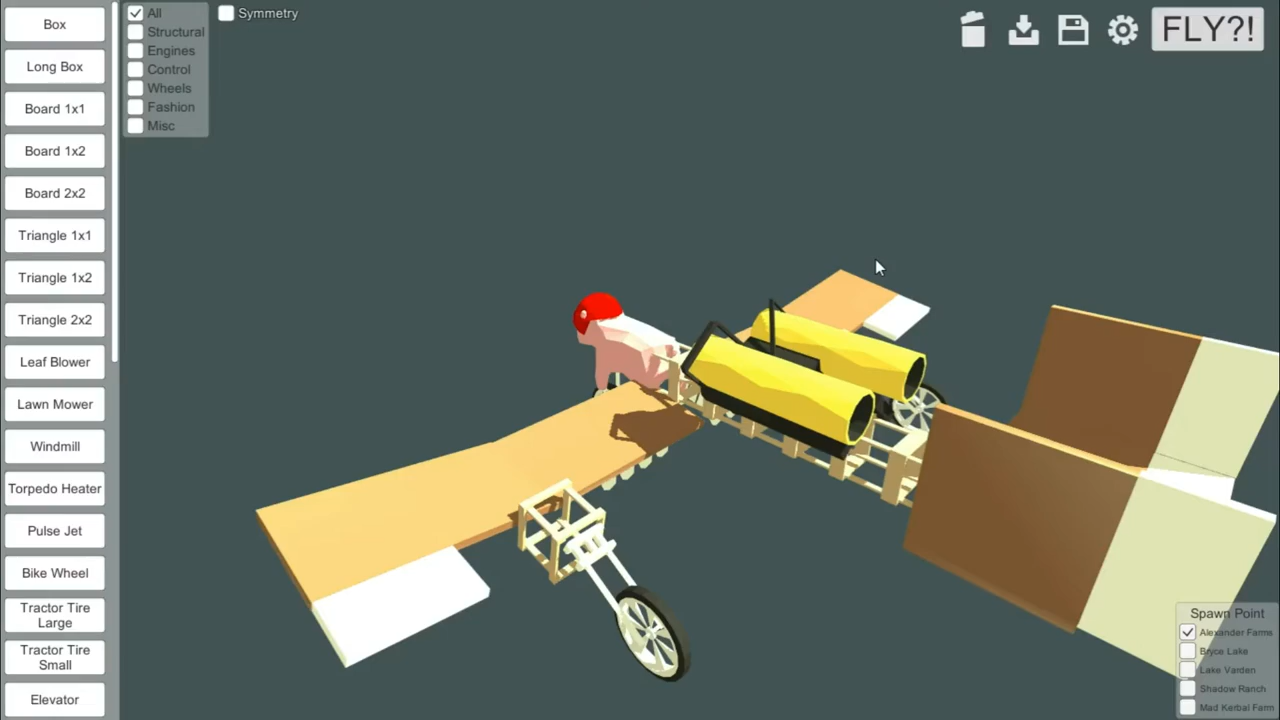 Box
Long Box
Board 1x1
Board 1x2
Board 2x2
Triangle 1x1
Triangle 1x2
Triangle 2x2
Leaf Blower
Lawn Mower
Windmill
Torpedo Heater
Pulse Jet
Bike Wheel
Tractor Tire
Large
Tractor Tire
Small
Elevator
All
Structural
Engines
Control
Wheels
Fashion
Misc
Symmetry
FLY?!
Spawn Point
Alexander Farms
Bryce Lake
Lake Varden
Shadow Ranch
Mad Kerbal Farm